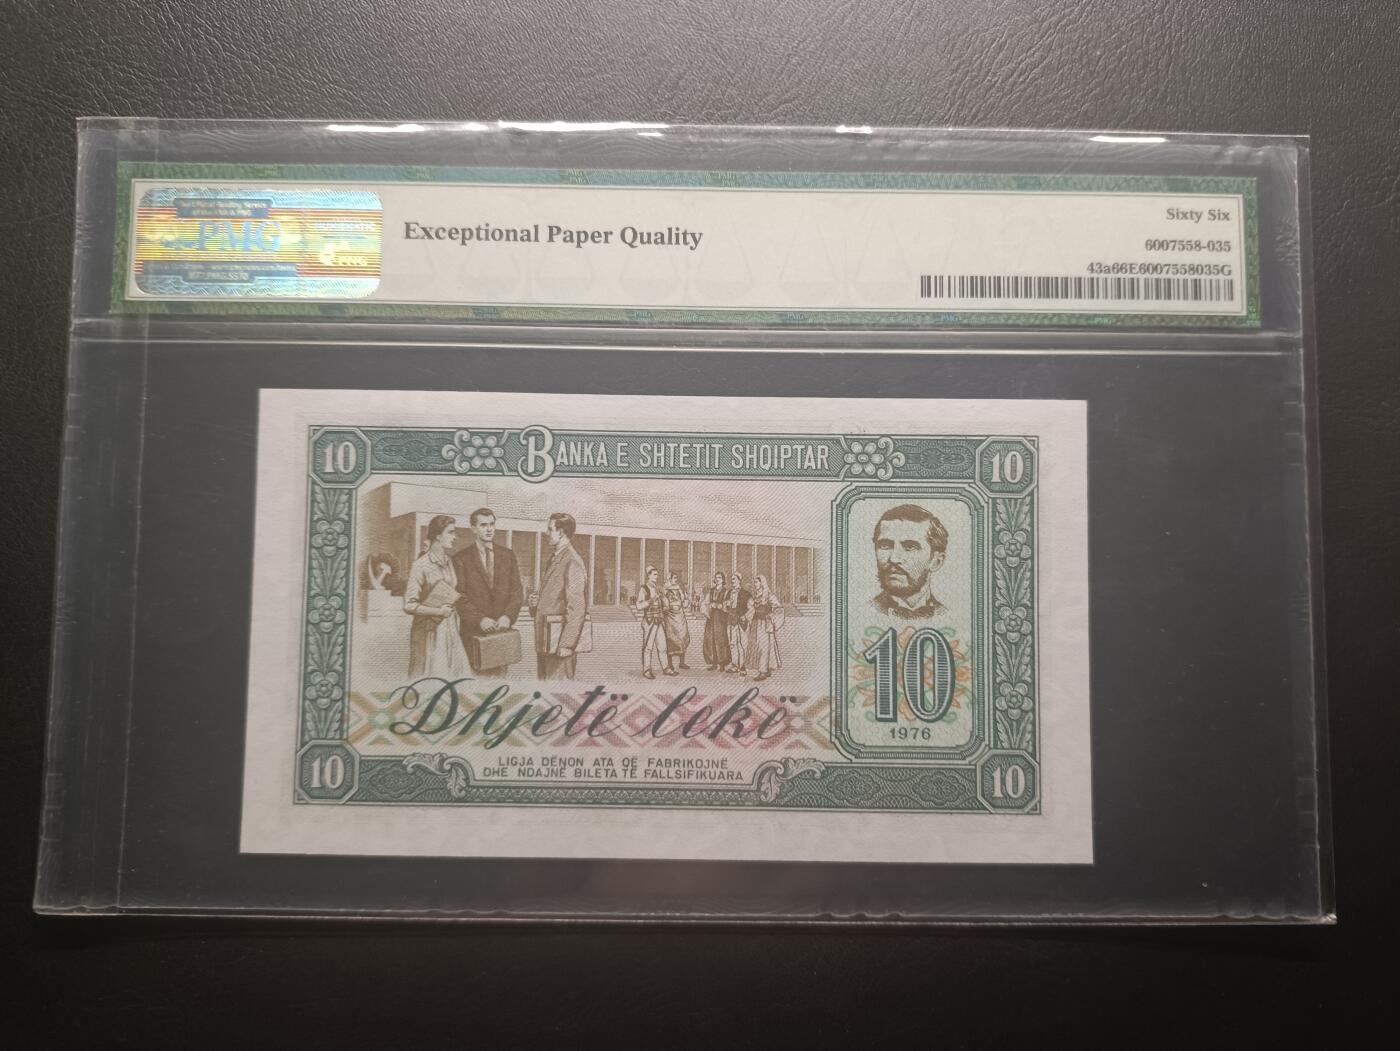 PMG
Exceptional Paper Quality
Sixty Six
6007558-035
43a66E6007558035G
10
BANKA E SHTETIT SHQIPTAR
10
Dhjetë lekë
10
1976
LIGJA DËNON ATA QË FABRIKOJNË
DHE NDAJNË BILETA TË FALLSIFIKUARA
10
10